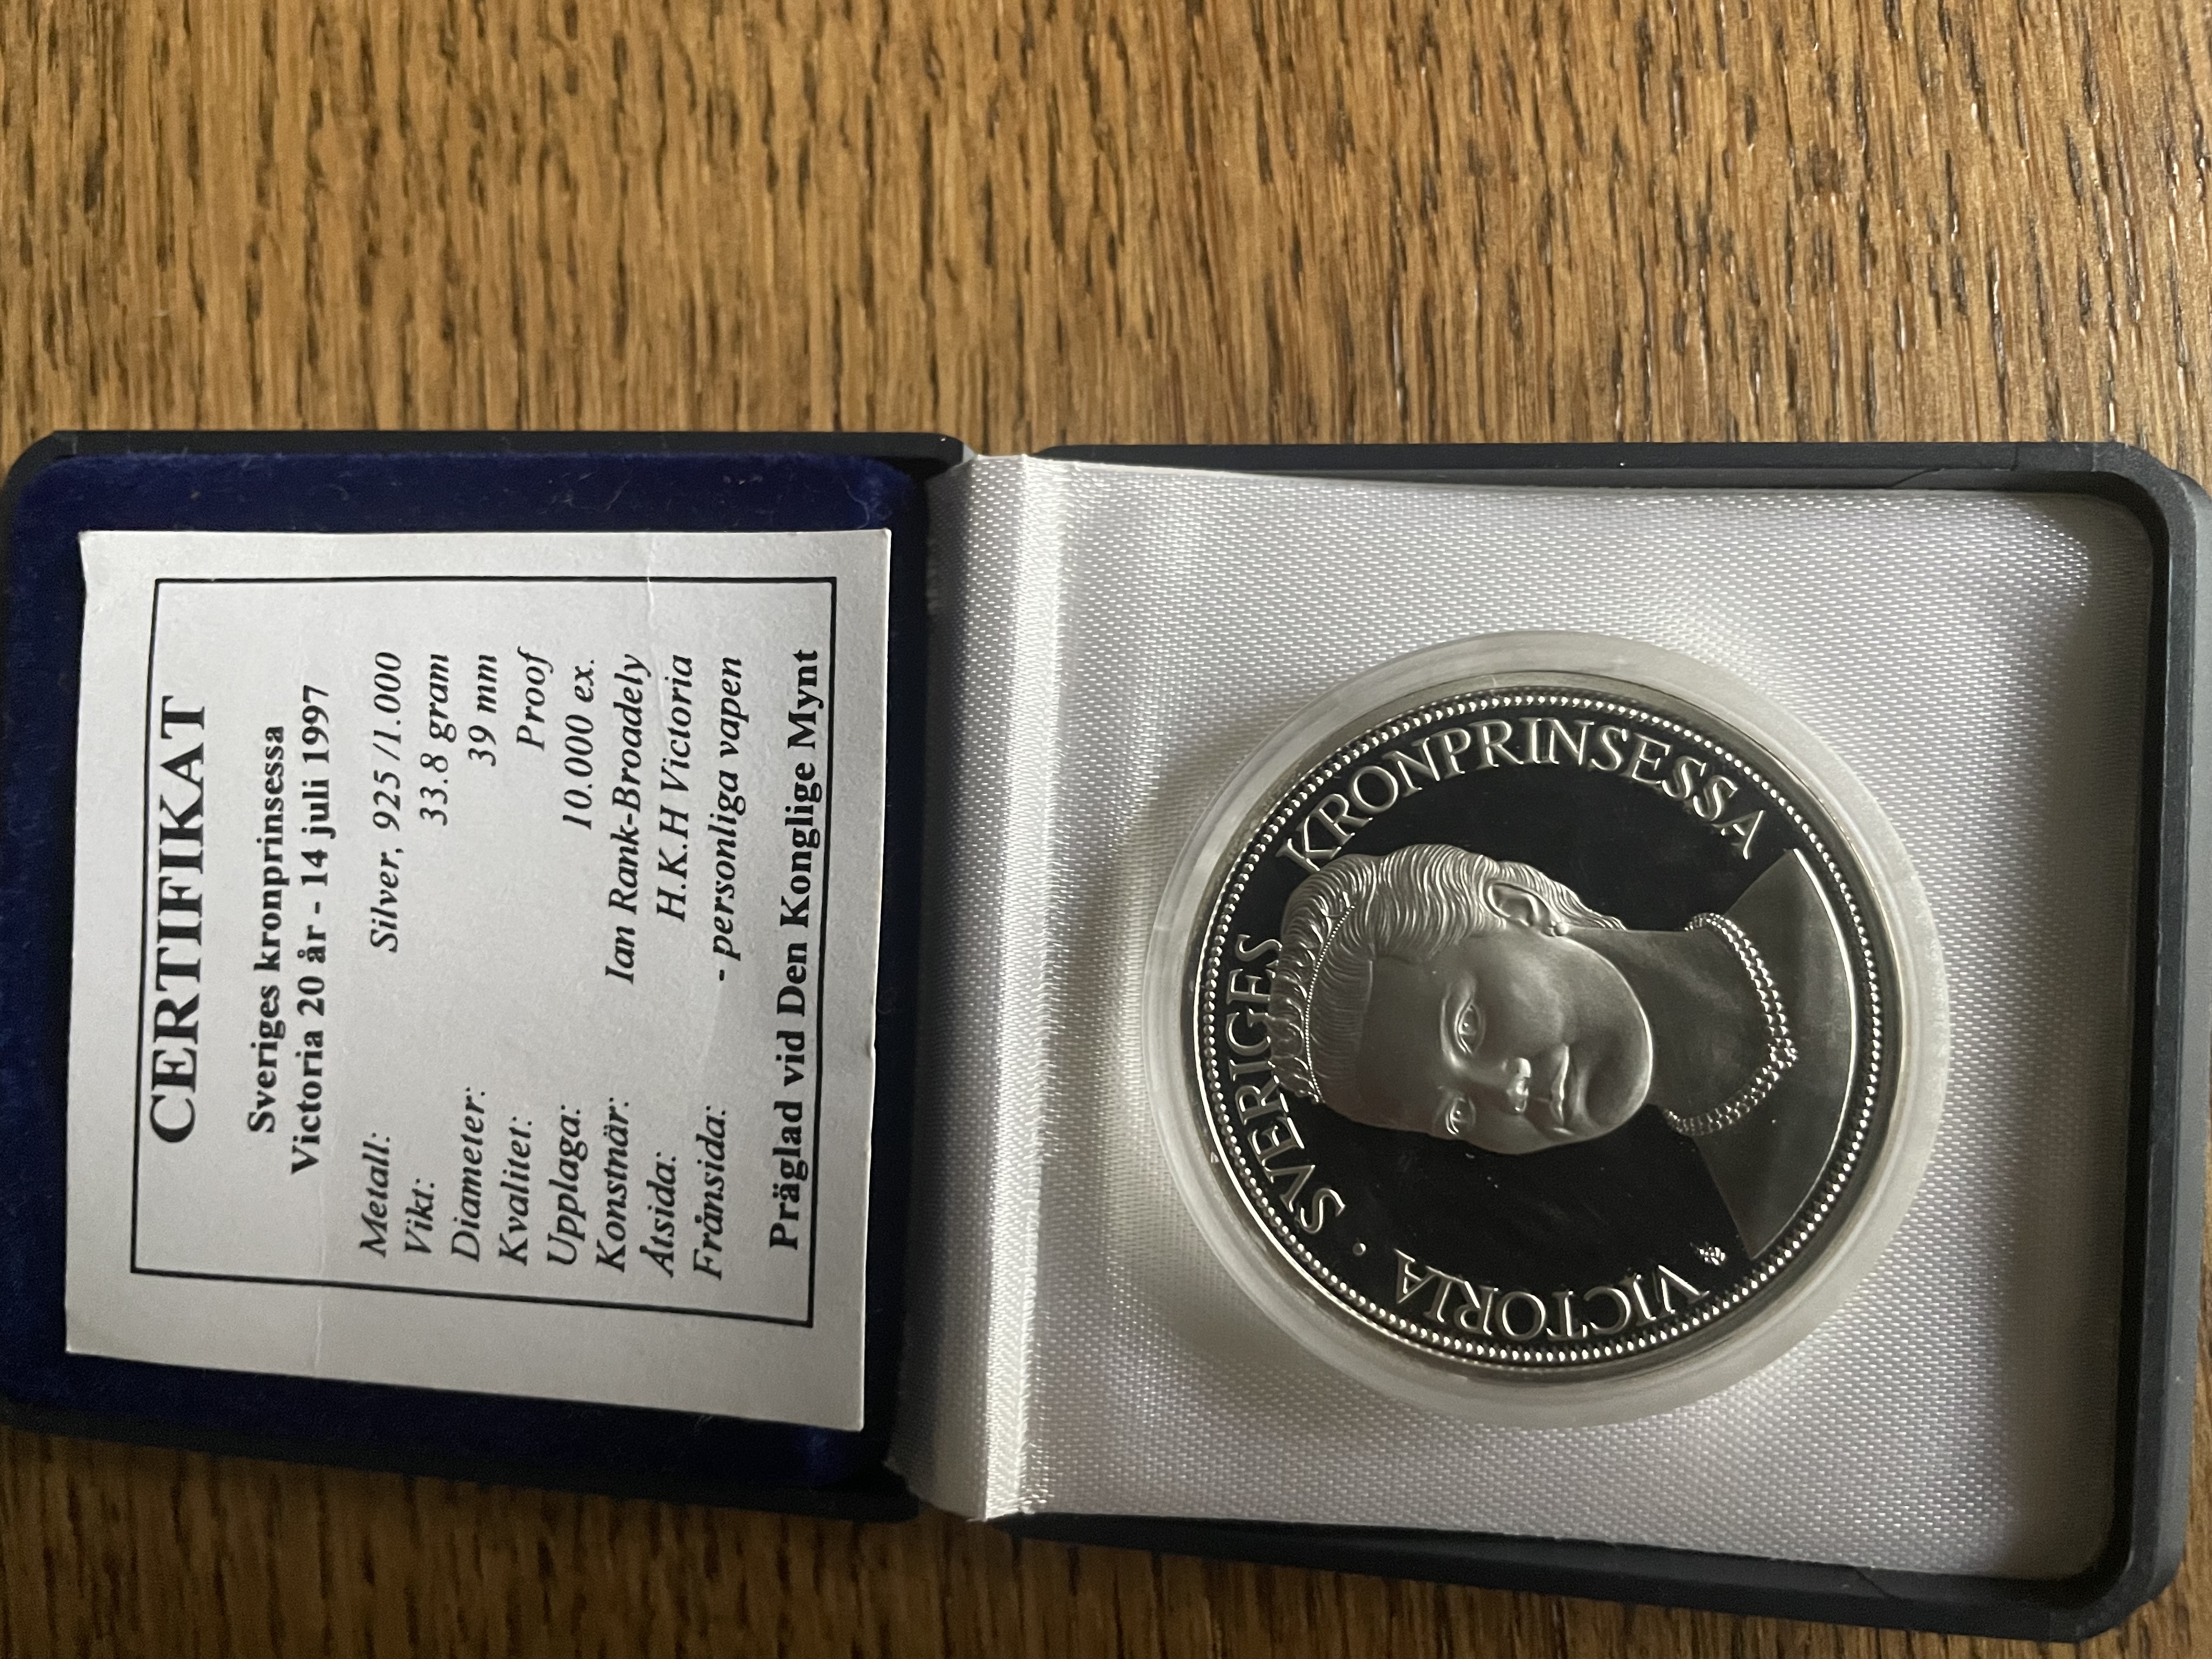 CERTIFIKAT
Sveriges kronprinsessa
Victoria 20 år - 14 juli 1997
Metall: Silver, 925 /1.000
Vikt: 33.8 gram
Diameter: 39 mm
Kvalitet: Proof
Upplaga: 10.000 ex.
Konstnär: Ian Rank-Broadely
Åtsida: H.K.H Victoria
Frånsida: - personliga vapen
Präglad vid Den Konglige Mynt
VICTORIA · SVERIGES KRONPRINSESSA